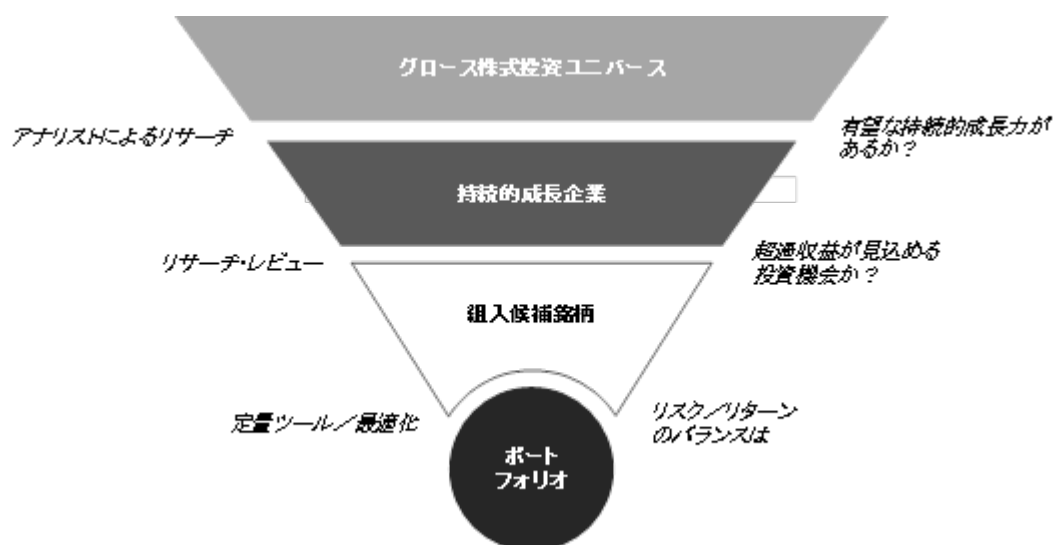 グロース株式投資ユニバース
アナリストによるリサーチ
有望な持続的成長力が
あるか？
持続的成長企業
リサーチ・レビュー
超過収益が見込める
投資機会か？
組入候補銘柄
定量ツール／最適化
リスク／リターン
のバランスは
ポート
フォリオ